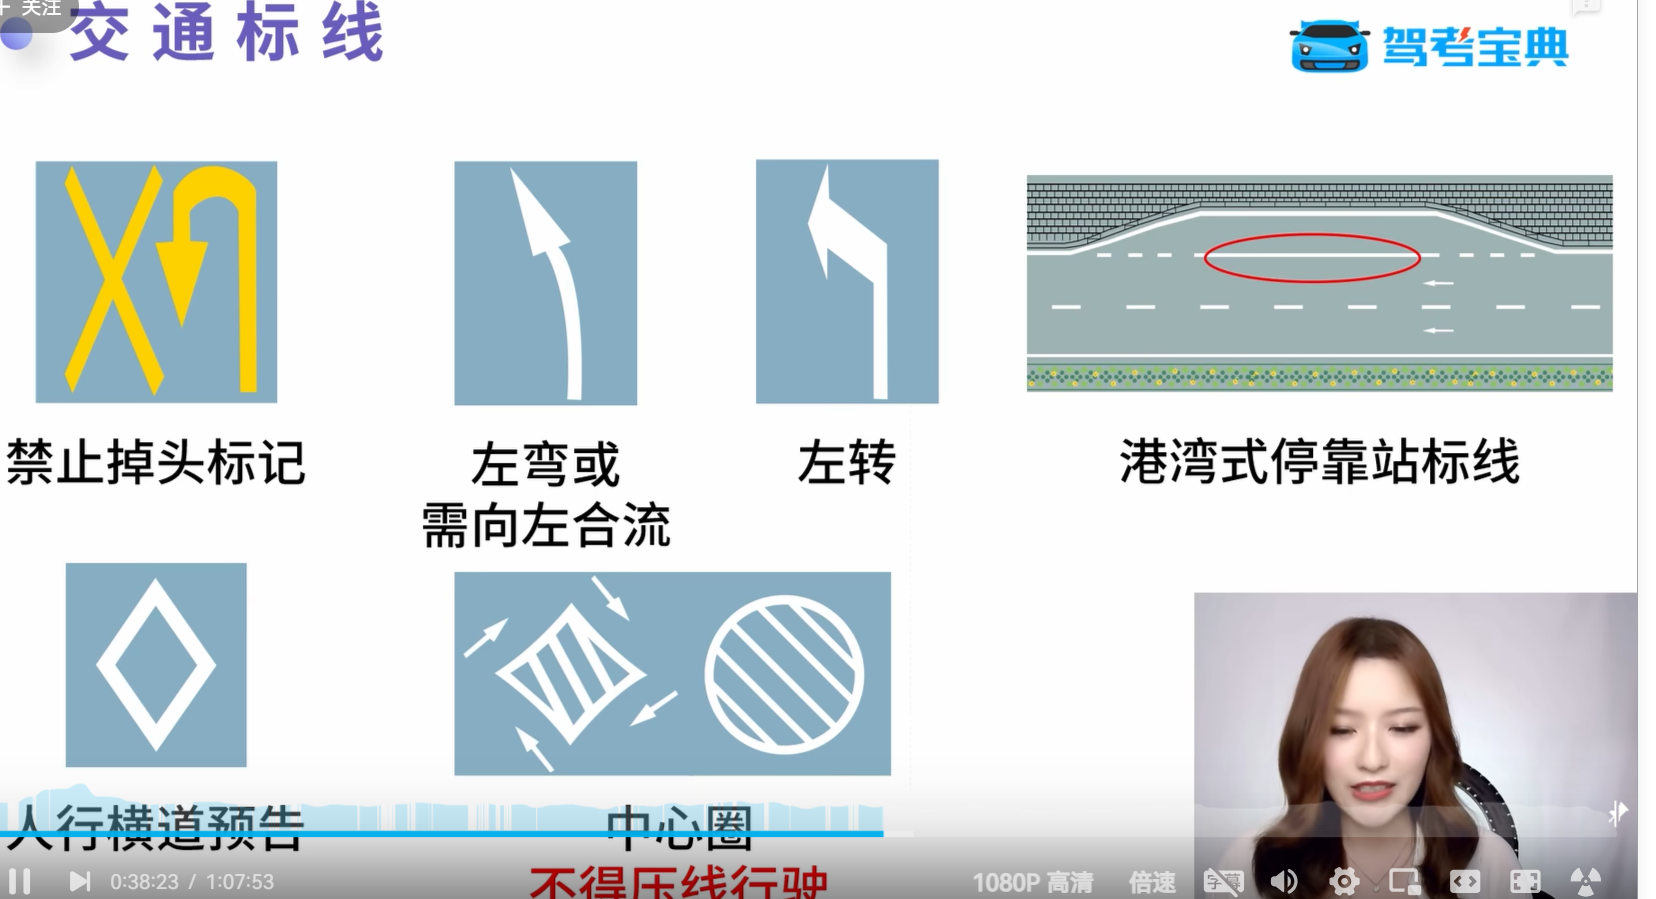 + 关注
交通标线
驾考宝典
禁止掉头标记
左弯或
需向左合流
左转
港湾式停靠站标线
人行横道预告
中心圈
不得压线行驶
0:38:23 / 1:07:53
1080P 高清
倍速
字幕